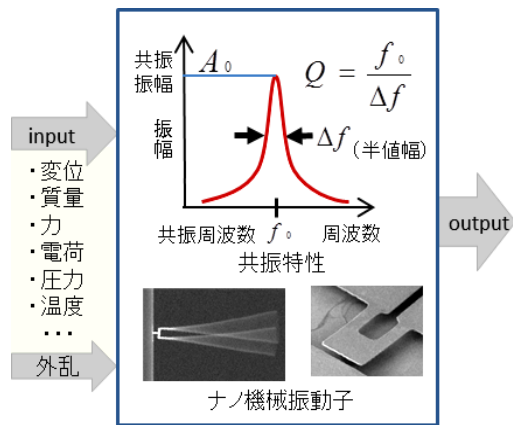 共振
振幅
A₀
Q = f₀ / Δf
振
幅
Δf (半値幅)
共振周波数 f₀ 周波数
共振特性
input
・変位
・質量
・力
・電荷
・圧力
・温度
・・・
外乱
output
ナノ機械振動子